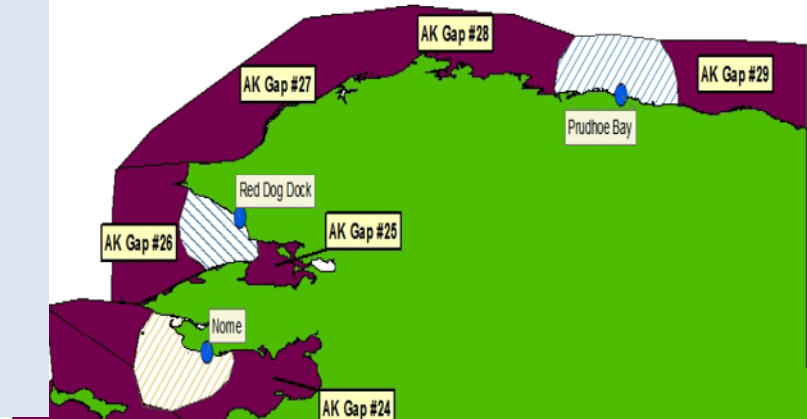 AK Gap #28
AK Gap #27
AK Gap #29
Prudhoe Bay
Red Dog Dock
AK Gap #25
AK Gap #26
Nome
AK Gap #24